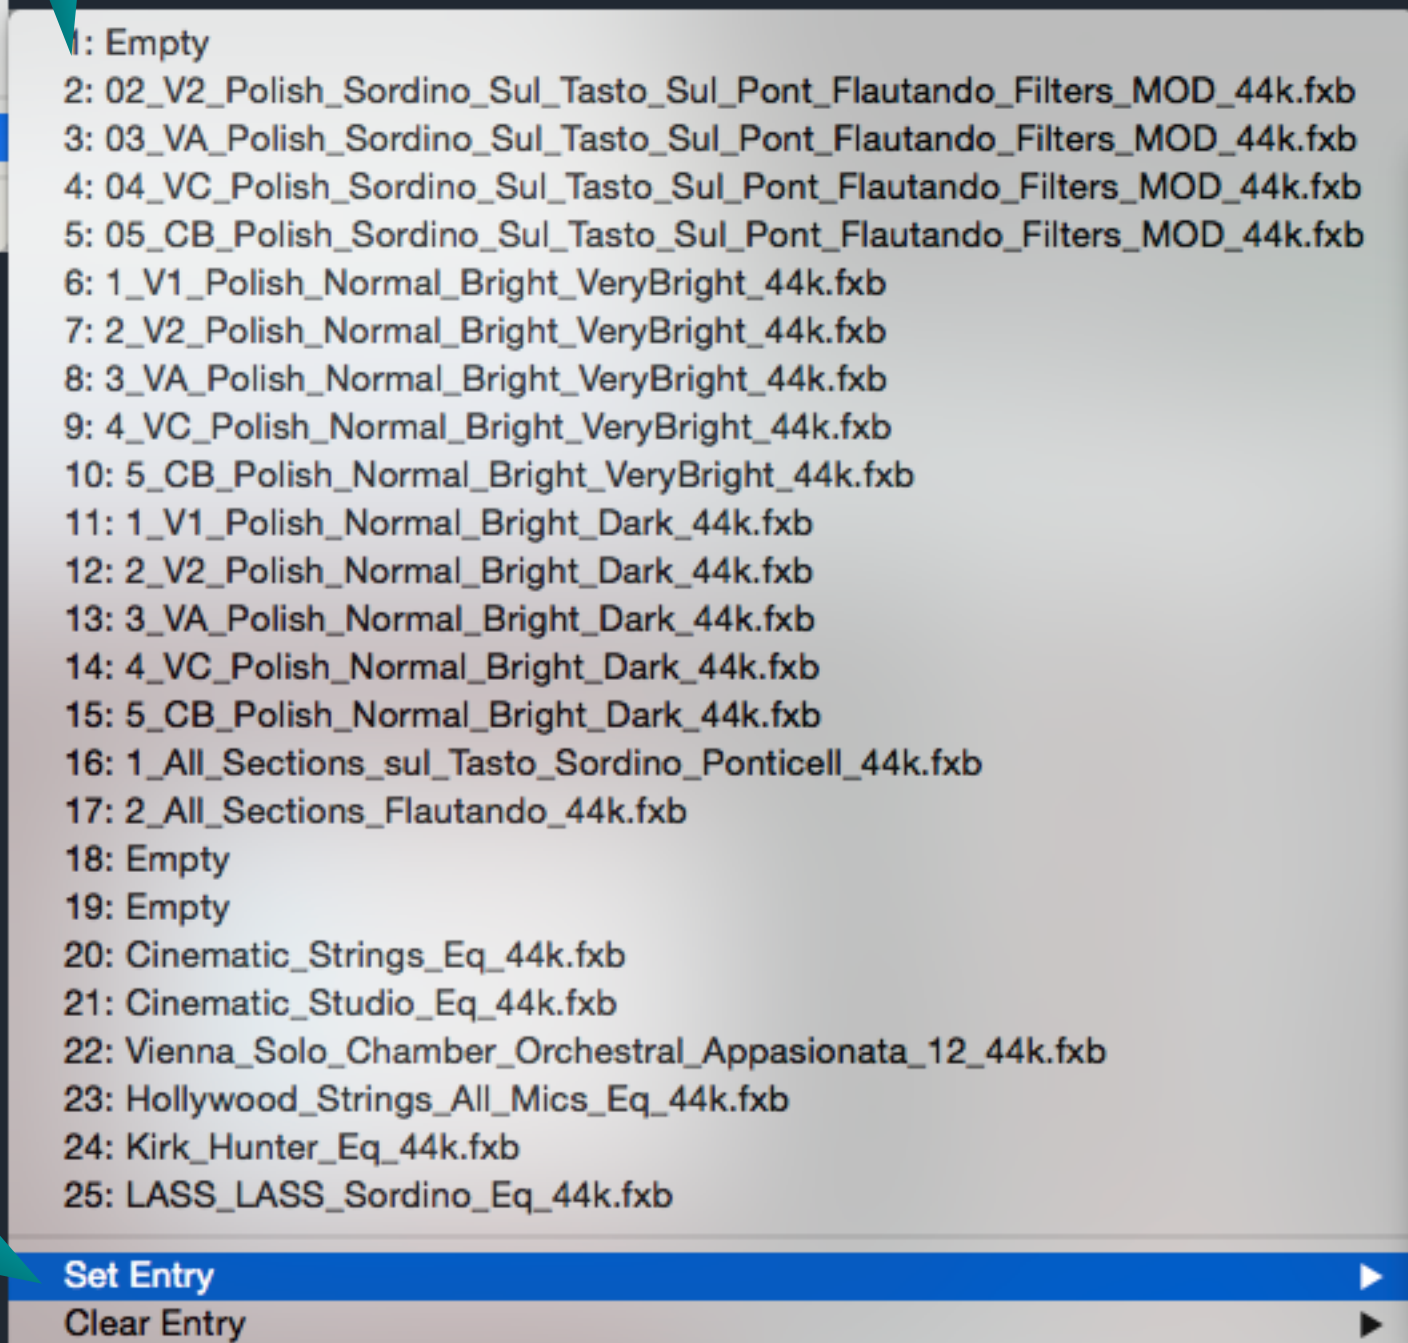 1: Empty
2: 02_V2_Polish_Sordino_Sul_Tasto_Sul_Pont_Flautando_Filters_MOD_44k.fxb
3: 03_VA_Polish_Sordino_Sul_Tasto_Sul_Pont_Flautando_Filters_MOD_44k.fxb
4: 04_VC_Polish_Sordino_Sul_Tasto_Sul_Pont_Flautando_Filters_MOD_44k.fxb
5: 05_CB_Polish_Sordino_Sul_Tasto_Sul_Pont_Flautando_Filters_MOD_44k.fxb
6: 1_V1_Polish_Normal_Bright_VeryBright_44k.fxb
7: 2_V2_Polish_Normal_Bright_VeryBright_44k.fxb
8: 3_VA_Polish_Normal_Bright_VeryBright_44k.fxb
9: 4_VC_Polish_Normal_Bright_VeryBright_44k.fxb
10: 5_CB_Polish_Normal_Bright_VeryBright_44k.fxb
11: 1_V1_Polish_Normal_Bright_Dark_44k.fxb
12: 2_V2_Polish_Normal_Bright_Dark_44k.fxb
13: 3_VA_Polish_Normal_Bright_Dark_44k.fxb
14: 4_VC_Polish_Normal_Bright_Dark_44k.fxb
15: 5_CB_Polish_Normal_Bright_Dark_44k.fxb
16: 1_All_Sections_sul_Tasto_Sordino_Ponticell_44k.fxb
17: 2_All_Sections_Flautando_44k.fxb
18: Empty
19: Empty
20: Cinematic_Strings_Eq_44k.fxb
21: Cinematic_Studio_Eq_44k.fxb
22: Vienna_Solo_Chamber_Orchestral_Appasionata_12_44k.fxb
23: Hollywood_Strings_All_Mics_Eq_44k.fxb
24: Kirk_Hunter_Eq_44k.fxb
25: LASS_LASS_Sordino_Eq_44k.fxb
Set Entry
Clear Entry